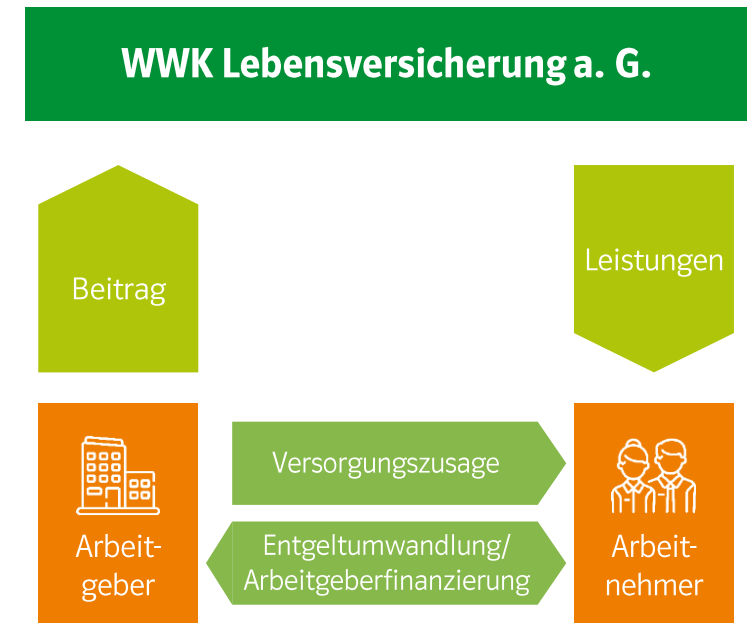 WWK Lebensversicherung a. G.
Beitrag
Leistungen
Versorgungszusage
Entgeltumwandlung/
Arbeitgeberfinanzierung
Arbeit-
geber
Arbeit-
nehmer